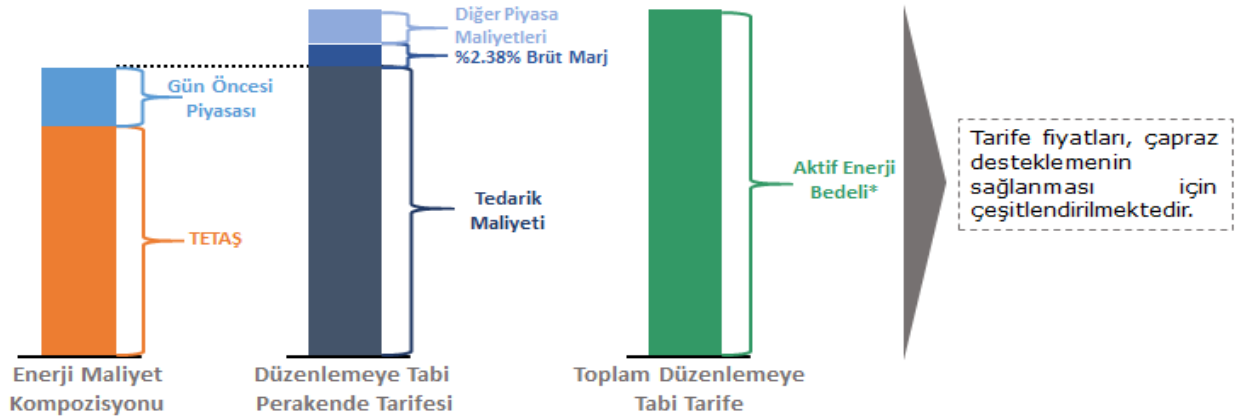 Diğer Piyasa
Maliyetleri
%2.38% Brüt Marj
Gün Öncesi
Piyasası
TETAŞ
Tedarik
Maliyeti
Aktif Enerji
Bedeli*
Tarife fiyatları, çapraz
desteklemenin
sağlanması için
çeşitlendirilmektedir.
Enerji Maliyet
Kompozisyonu
Düzenlemeye Tabi
Perakende Tarifesi
Toplam Düzenlemeye
Tabi Tarife